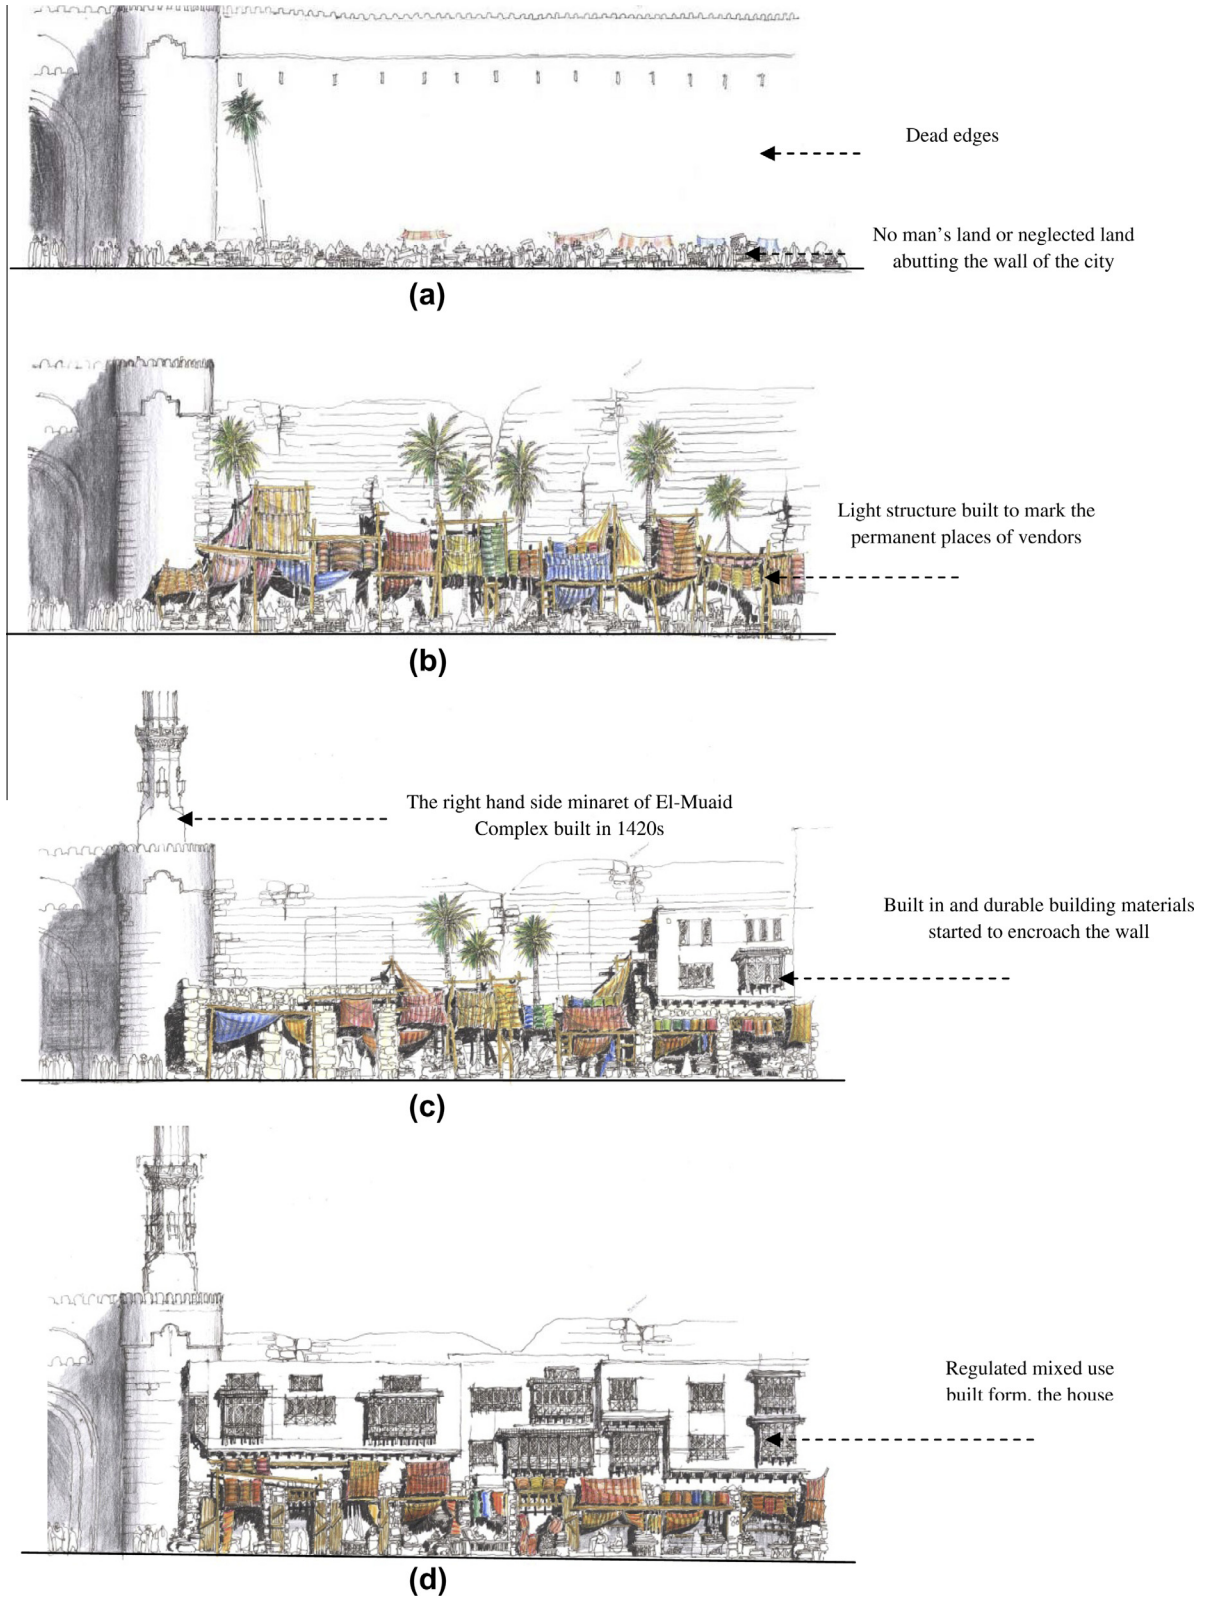 Dead edges
No man's land or neglected land
abutting the wall of the city
(a)
Light structure built to mark the
permanent places of vendors
(b)
The right hand side minaret of El-Muaid
Complex built in 1420s
Built in and durable building materials
started to encroach the wall
(c)
Regulated mixed use
built form. the house
(d)